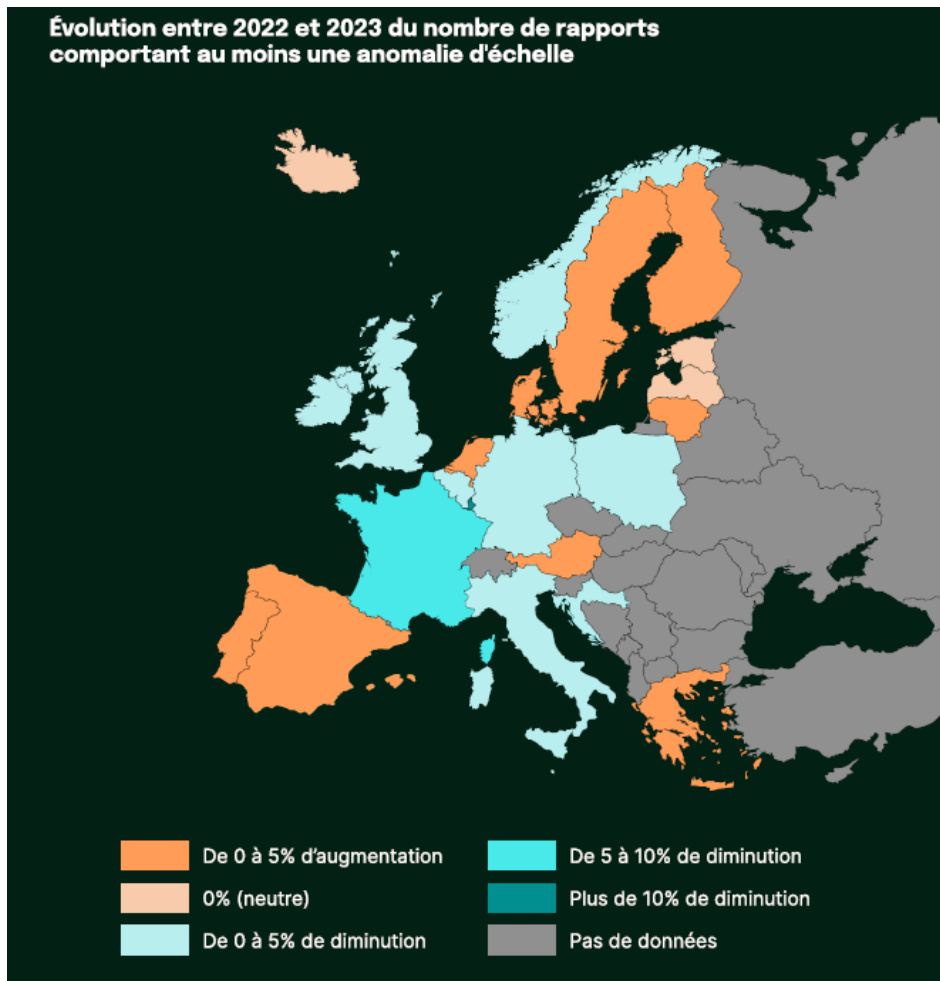 Évolution entre 2022 et 2023 du nombre de rapports
comportant au moins une anomalie d'échelle
De 0 à 5% d’augmentation
0% (neutre)
De 0 à 5% de diminution
De 5 à 10% de diminution
Plus de 10% de diminution
Pas de données